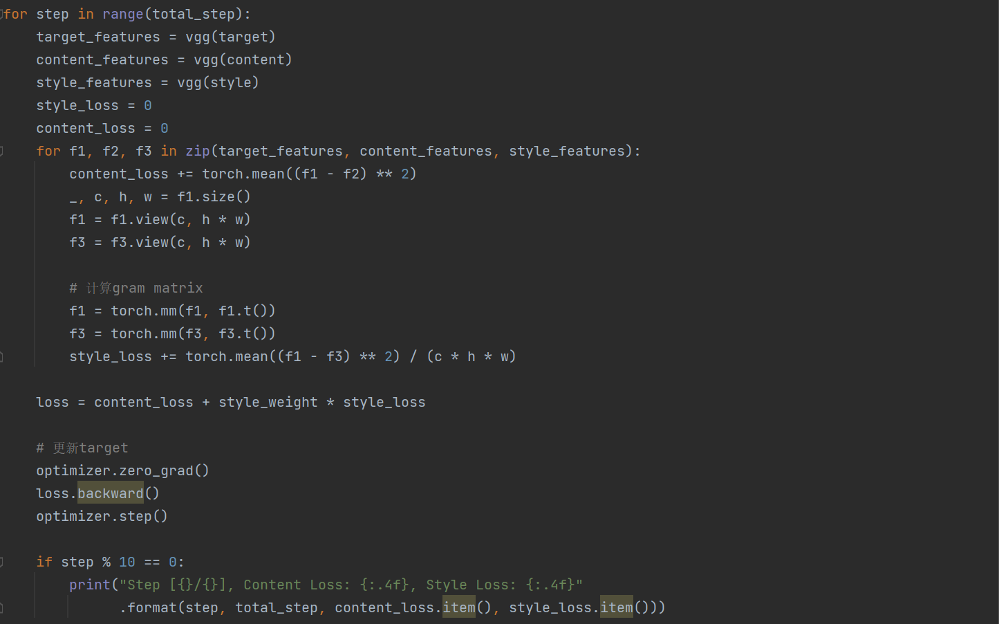 for step in range(total_step):
    target_features = vgg(target)
    content_features = vgg(content)
    style_features = vgg(style)
    style_loss = 0
    content_loss = 0
    for f1, f2, f3 in zip(target_features, content_features, style_features):
        content_loss += torch.mean((f1 - f2) ** 2)
        _, c, h, w = f1.size()
        f1 = f1.view(c, h * w)
        f3 = f3.view(c, h * w)
        # 计算gram matrix
        f1 = torch.mm(f1, f1.t())
        f3 = torch.mm(f3, f3.t())
        style_loss += torch.mean((f1 - f3) ** 2) / (c * h * w)
    loss = content_loss + style_weight * style_loss
    # 更新target
    optimizer.zero_grad()
    loss.backward()
    optimizer.step()
    if step % 10 == 0:
        print("Step [{}/{}], Content Loss: {:.4f}, Style Loss: {:.4f}"
              .format(step, total_step, content_loss.item(), style_loss.item()))